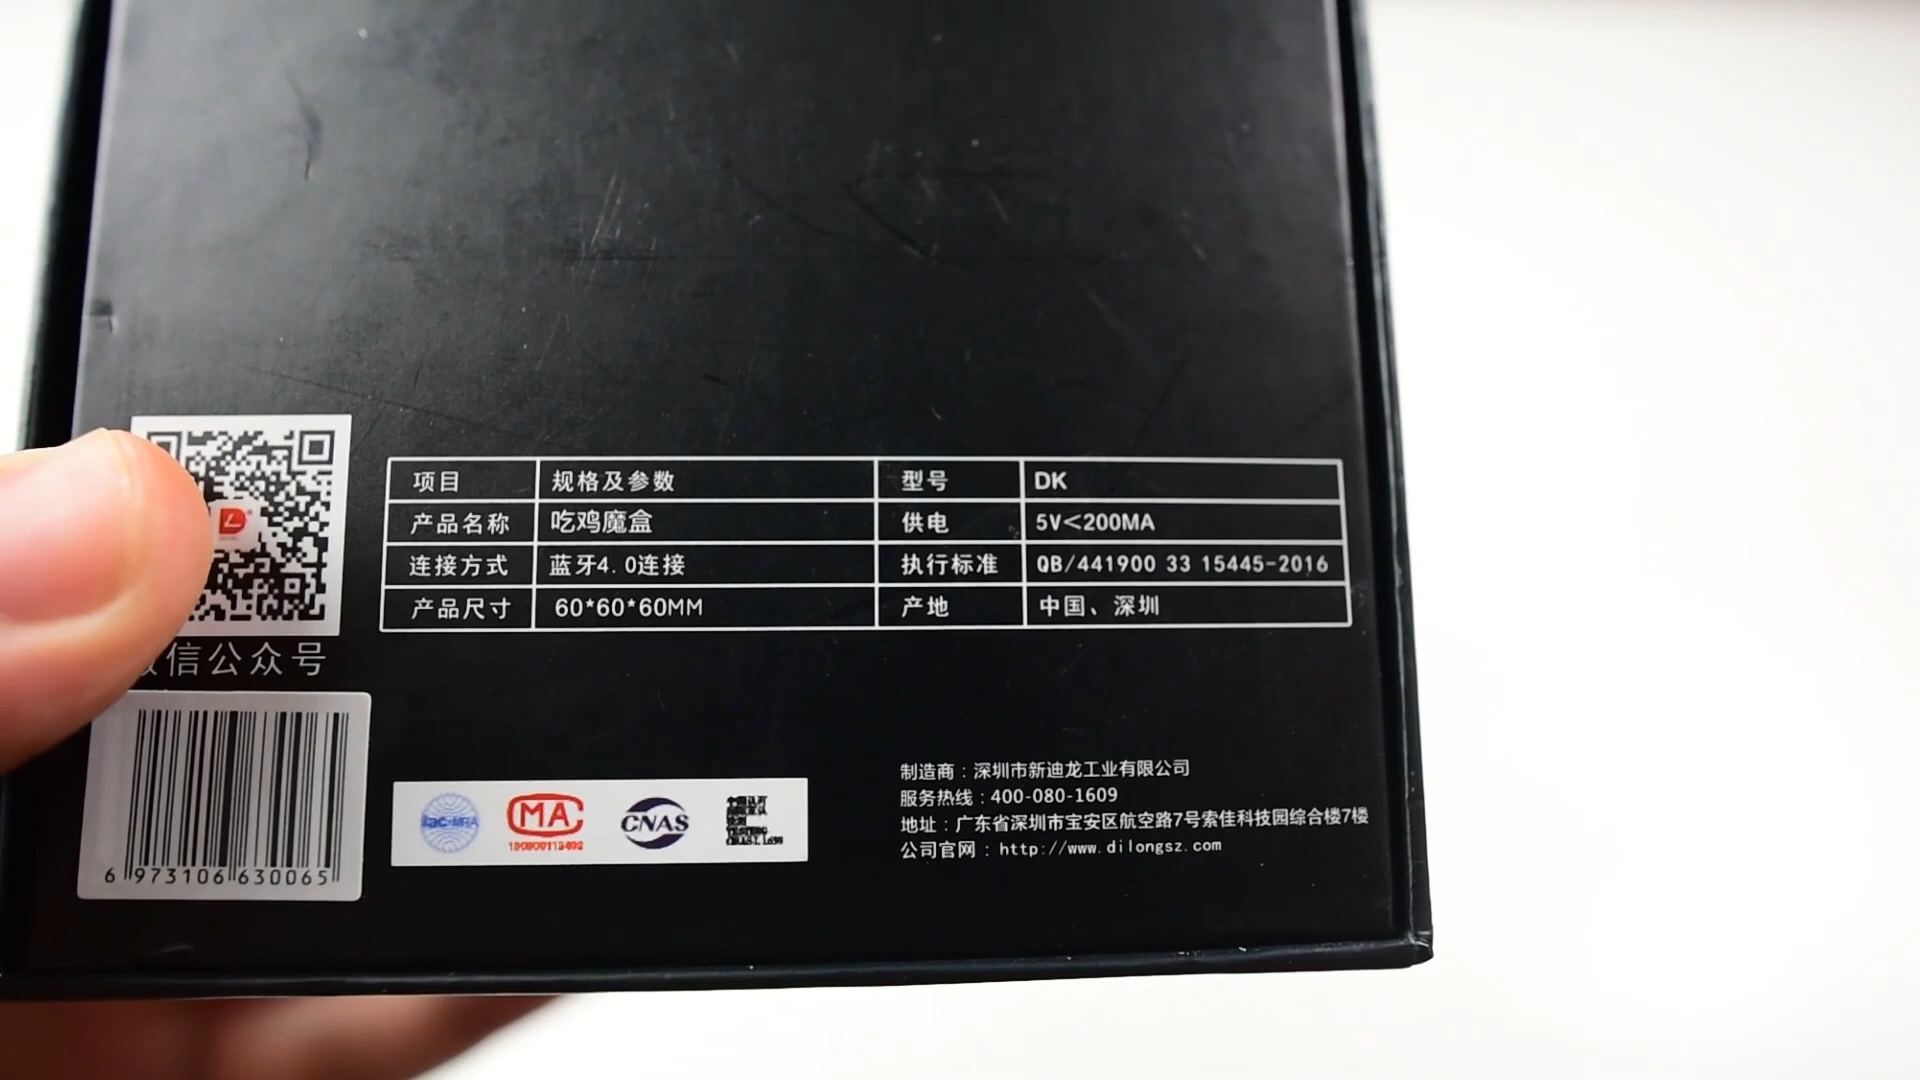 项目 规格及参数 型号 DK
产品名称 吃鸡魔盒 供电 5V<200MA
连接方式 蓝牙4.0连接 执行标准 QB/441900 33 15445-2016
产品尺寸 60*60*60MM 产地 中国、深圳
信公众号
6 973106 630065
ilac-MRA
MA
CNAS
制造商:深圳市新迪龙工业有限公司
服务热线:400-080-1609
地址:广东省深圳市宝安区航空路7号索佳科技园综合楼7楼
公司官网:http://www.dilongsz.com